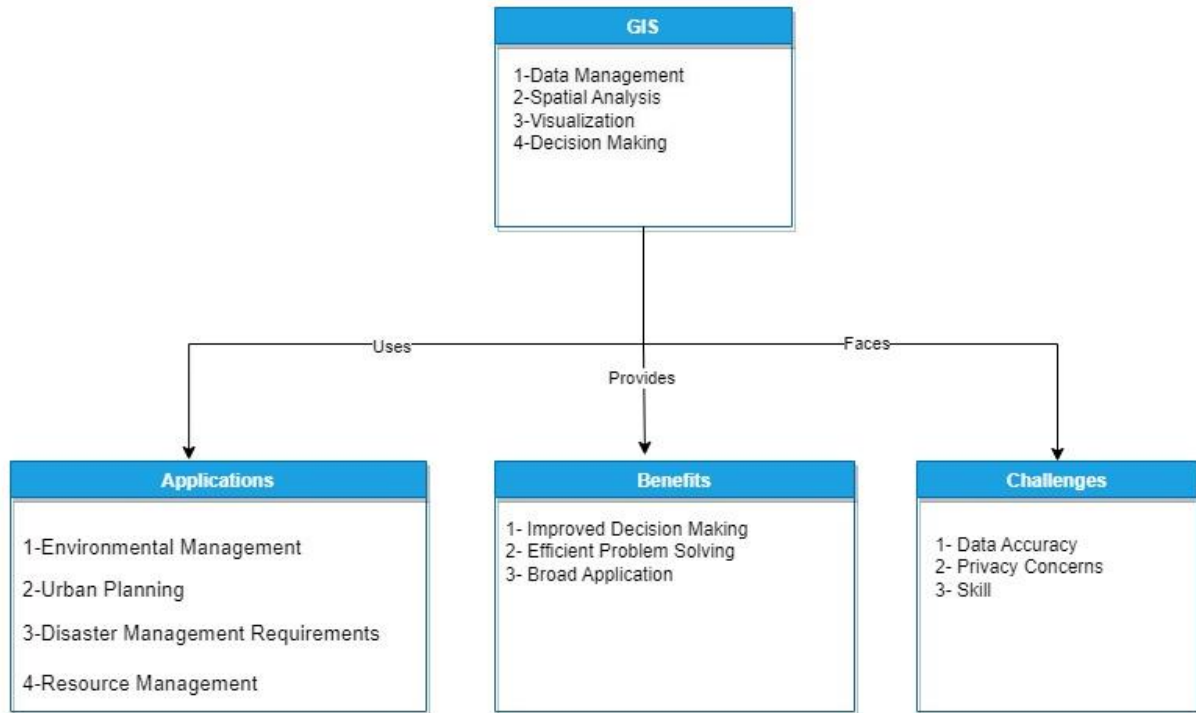 GIS
1-Data Management
2-Spatial Analysis
3-Visualization
4-Decision Making
Uses
Provides
Faces
Applications
1-Environmental Management
2-Urban Planning
3-Disaster Management Requirements
4-Resource Management
Benefits
1- Improved Decision Making
2- Efficient Problem Solving
3- Broad Application
Challenges
1- Data Accuracy
2- Privacy Concerns
3- Skill